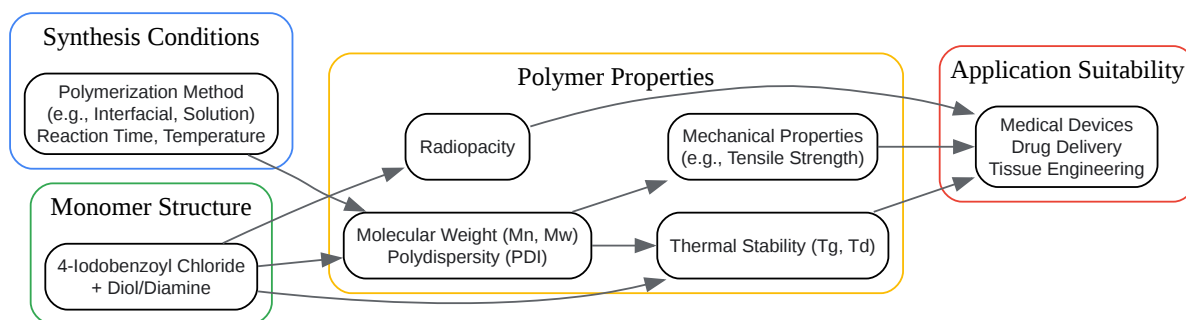 Synthesis Conditions
Polymerization Method
(e.g., Interfacial, Solution)
Reaction Time, Temperature
Monomer Structure
4-Iodobenzoyl Chloride
+ Diol/Diamine
Polymer Properties
Radiopacity
Mechanical Properties
(e.g., Tensile Strength)
Molecular Weight (Mn, Mw)
Polydispersity (PDI)
Thermal Stability (Tg, Td)
Application Suitability
Medical Devices
Drug Delivery
Tissue Engineering